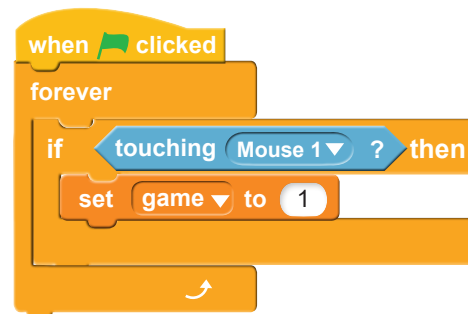 when clicked
forever
if touching Mouse 1 ? then
set game to 1